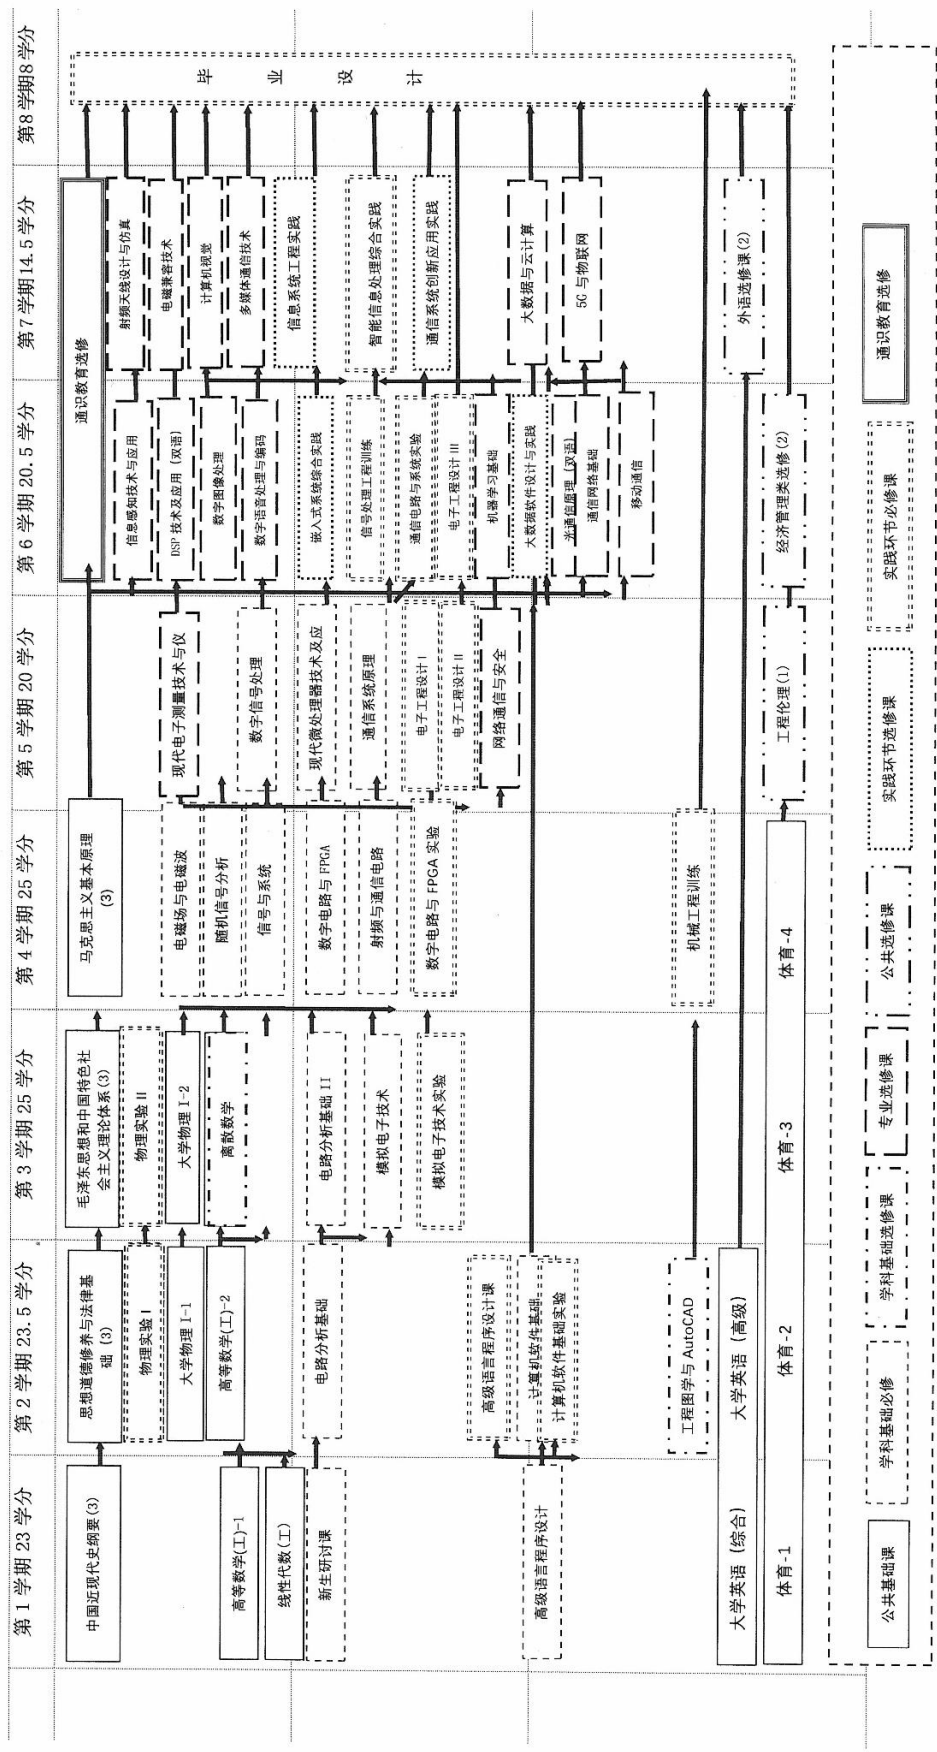 第1学期23学分
第2学期23.5学分
第3学期25学分
第4学期25学分
第5学期20学分
第6学期20.5学分
第7学期14.5学分
第8学期8学分
中国近现代史纲要(3)
高等数学(工)-1
线性代数(工)
新生研讨课
高级语言程序设计
大学英语(综合)
体育-1
思想道德修养与法律基
础(3)
物理实验I
大学物理I-1
高等数学(工)-2
电路分析基础
高级语言程序设计课
计算机软件基础
计算机软件基础实验
工程图学与AutoCAD
大学英语(高级)
体育-2
毛泽东思想和中国特色社
会主义理论体系(3)
物理实验II
大学物理I-2
离散数学
电路分析基础II
模拟电子技术
模拟电子技术实验
体育-3
马克思主义基本原理
(3)
电磁场与电磁波
随机信号分析
信号与系统
数字电路与FPGA
射频与通信电路
数字电路与FPGA实验
机械工程训练
体育-4
现代电子测量技术与仪
数字信号处理
现代微处理器技术及应
通信系统原理
电子工程设计I
电子工程设计II
网络通信与安全
工程伦理(1)
通识教育选修
信息感知技术与应用
DSP技术及应用(双语)
数字图像处理
数字语音处理与编码
嵌入式系统综合实践
信号处理工程训练
通信电路与系统实验
电子工程设计III
机器学习基础
大数据软件设计与实践
光通信原理(双语)
通信网络基础
移动通信
经济管理类选修(2)
射频天线设计与仿真
电磁兼容技术
计算机视觉
多媒体通信技术
信息系统工程实践
智能信息处理综合实践
通信系统创新应用实践
大数据与云计算
5G与物联网
外语选修课(2)
毕业设计
公共基础课
学科基础必修
学科基础选修课
专业选修课
公共选修课
实践环节选修课
实践环节必修课
通识教育选修